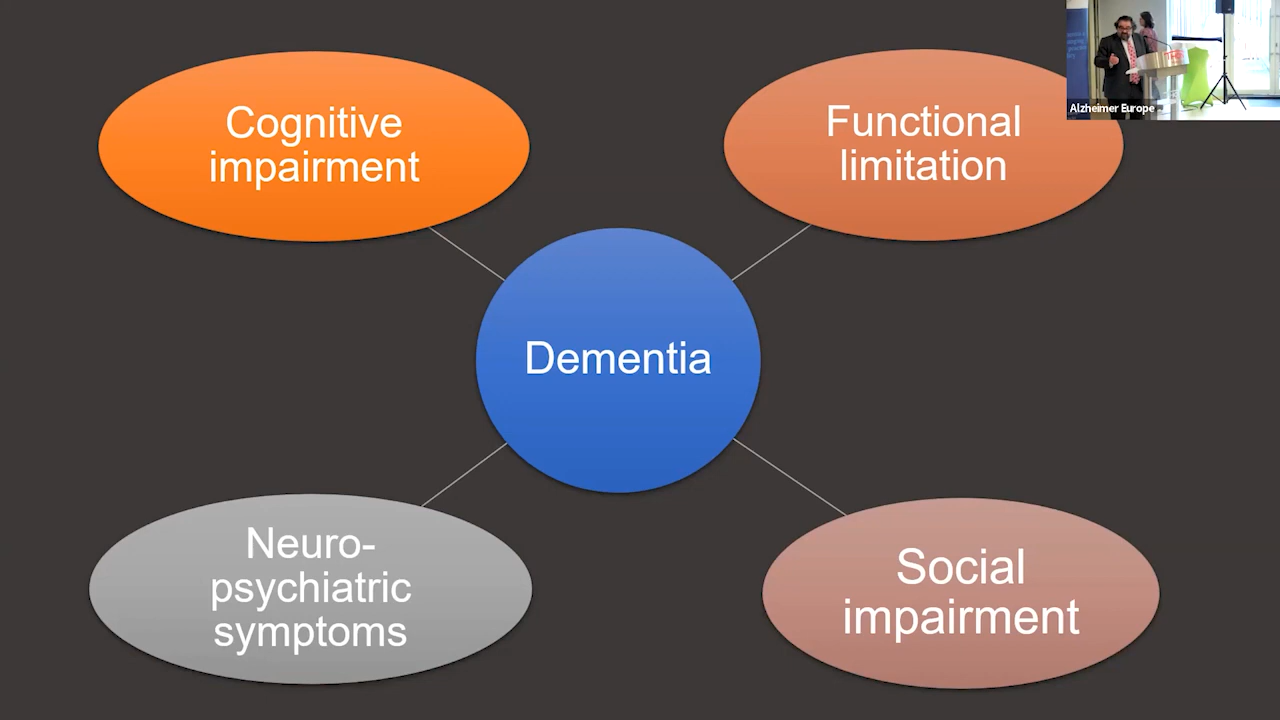 Cognitive
impairment
Functional
limitation
Alzheimer Europe
Dementia
Neuro-
psychiatric
symptoms
Social
impairment